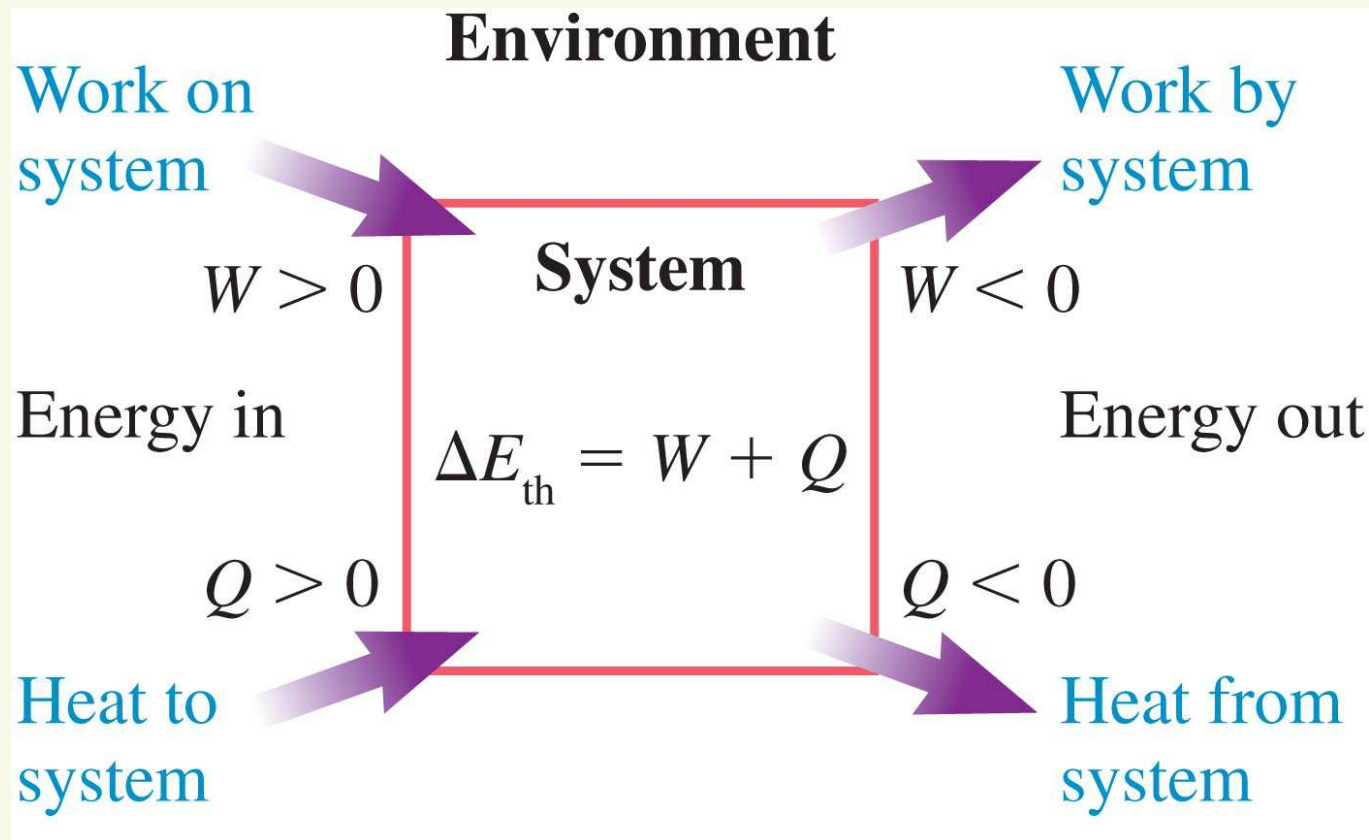 Environment
Work on
system
Work by
system
W > 0
System
W < 0
Energy in
ΔE_th = W + Q
Energy out
Q > 0
Q < 0
Heat to
system
Heat from
system